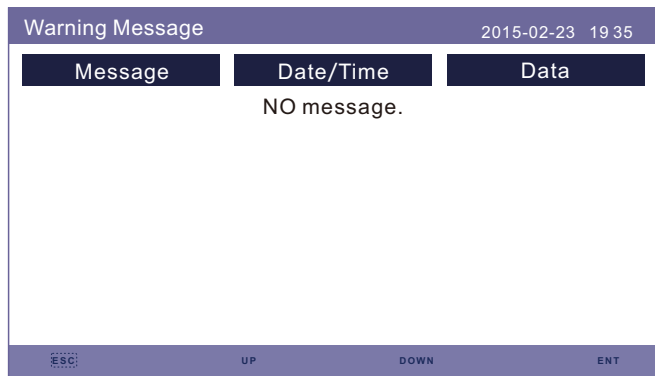 Warning Message 2015-02-23 19 35
Message Date/Time Data
NO message.
ESC UP DOWN ENT